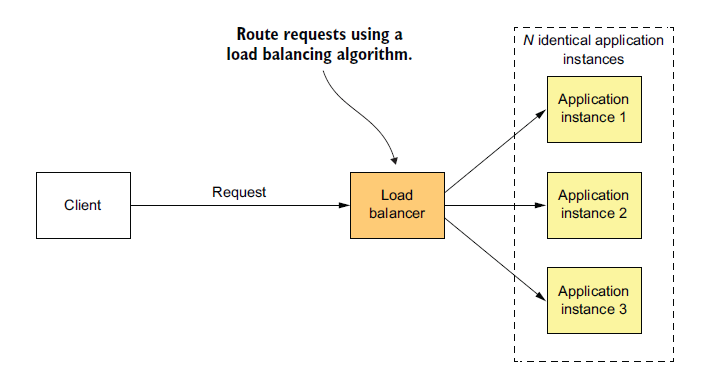 Route requests using a
load balancing algorithm.
N identical application
instances
Client
Request
Load
balancer
Application
instance 1
Application
instance 2
Application
instance 3